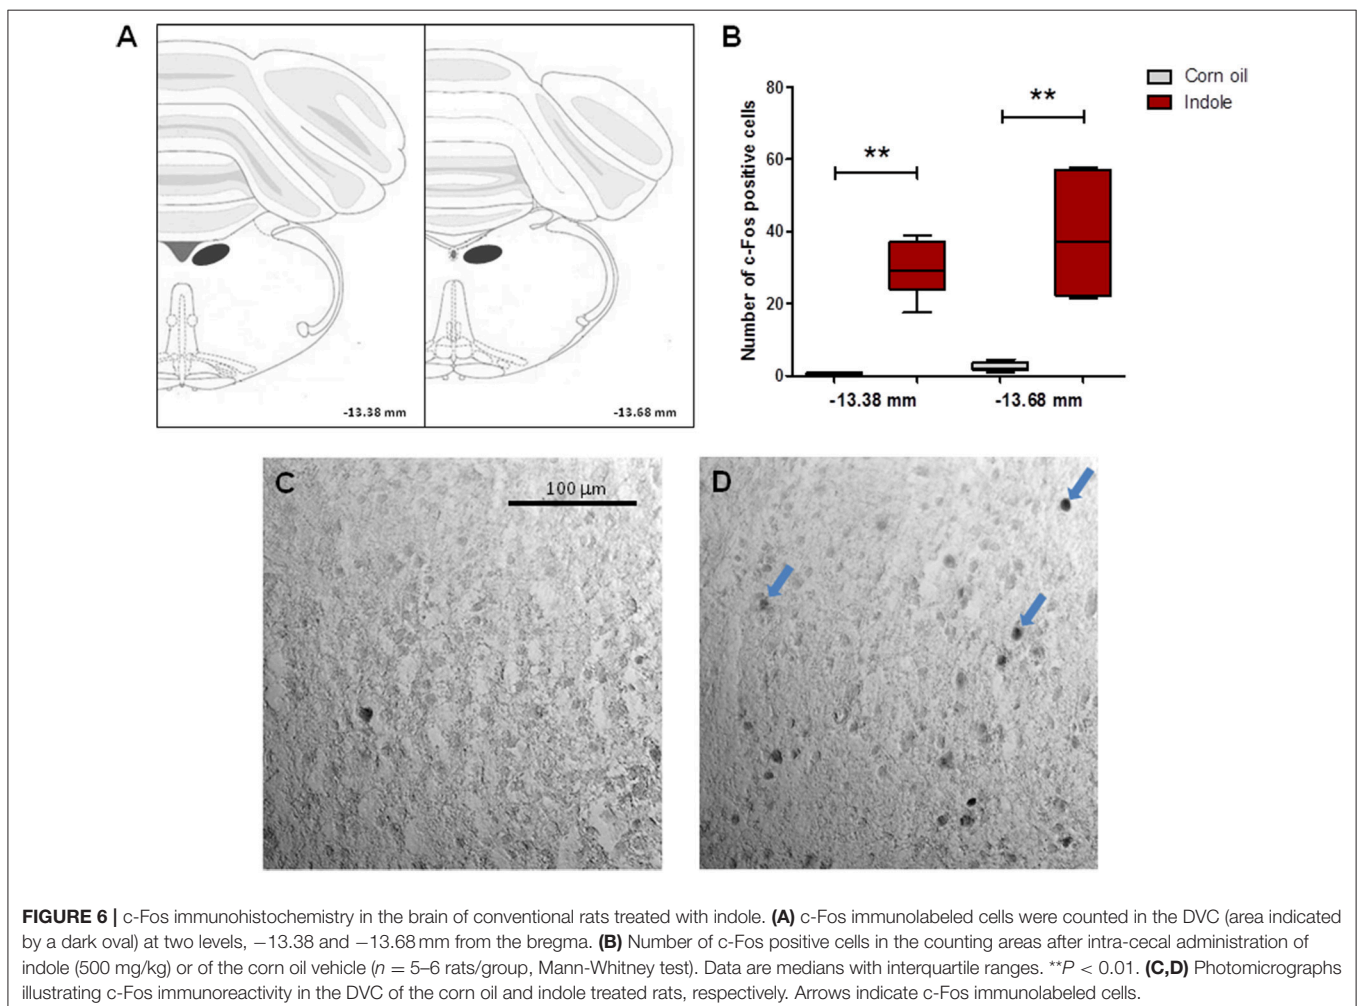 A
-13.38 mm
-13.68 mm
B
Number of c-Fos positive cells
80
60
40
20
0
**
**
-13.38 mm
-13.68 mm
Corn oil
Indole
C
100 µm
D
FIGURE 6 | c-Fos immunohistochemistry in the brain of conventional rats treated with indole. (A) c-Fos immunolabeled cells were counted in the DVC (area indicated
by a dark oval) at two levels, −13.38 and −13.68 mm from the bregma. (B) Number of c-Fos positive cells in the counting areas after intra-cecal administration of
indole (500 mg/kg) or of the corn oil vehicle (n = 5–6 rats/group, Mann-Whitney test). Data are medians with interquartile ranges. **P < 0.01. (C,D) Photomicrographs
illustrating c-Fos immunoreactivity in the DVC of the corn oil and indole treated rats, respectively. Arrows indicate c-Fos immunolabeled cells.